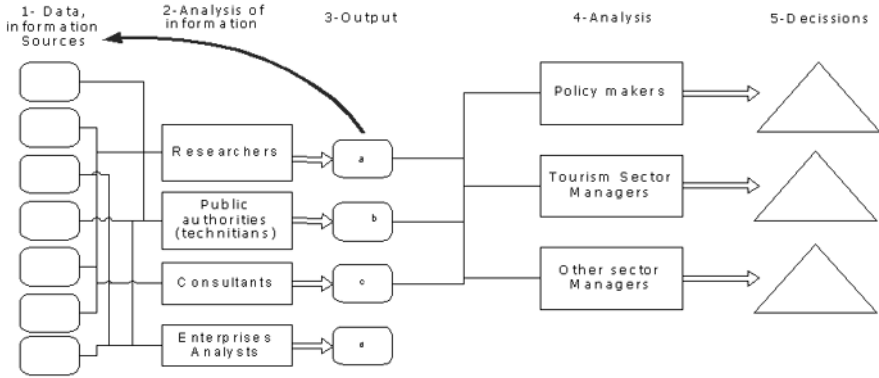 1- Data,
information
Sources
2-Analysis of
information
3-Output
4-Analysis
5-Decissions
Researchers
Public
authorities
(technitians)
Consultants
Enterprises
Analysts
a
b
c
d
Policy makers
Tourism Sector
Managers
Other sector
Managers